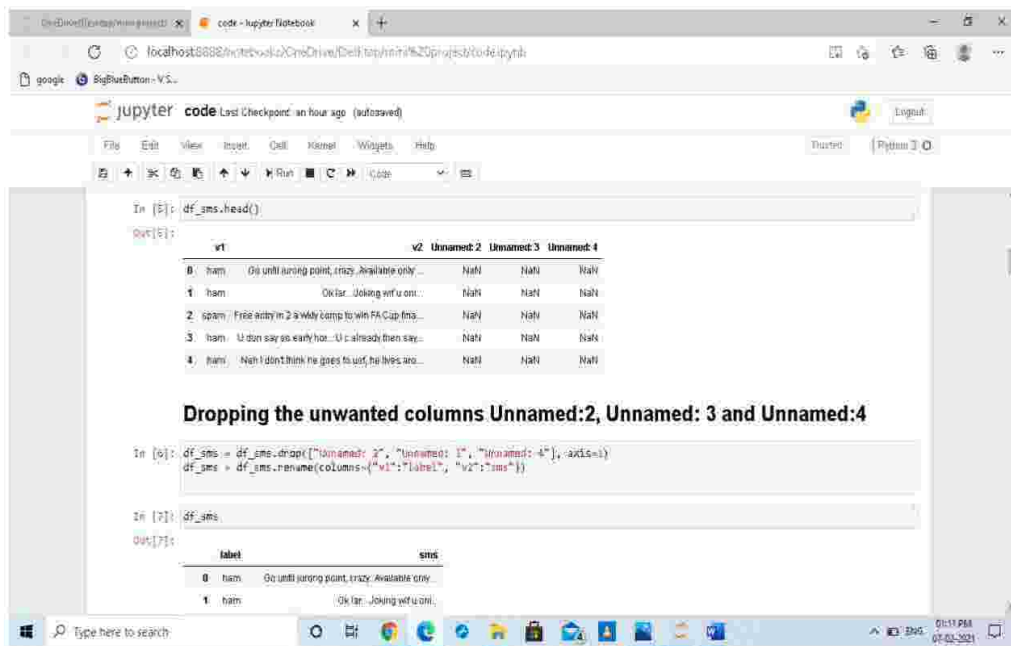 code - Jupyter Notebook
google BigBlueButton - V.S...
jupyter code Last Checkpoint: an hour ago (autosaved)
Logout
File Edit View Insert Cell Kernel Widgets Help
Trusted Python 3
Run Code
In [5]: df_sms.head()
Out[5]:
v1 v2 Unnamed: 2 Unnamed: 3 Unnamed: 4
0 ham Go until jurong point, crazy.. Available only ... NaN NaN NaN
1 ham Ok lar... Joking wif u oni... NaN NaN NaN
2 spam Free entry in 2 a wkly comp to win FA Cup fina... NaN NaN NaN
3 ham U dun say so early hor... U c already then say... NaN NaN NaN
4 ham Nah I don't think he goes to usf, he lives aro... NaN NaN NaN
Dropping the unwanted columns Unnamed:2, Unnamed: 3 and Unnamed:4
In [6]: df_sms = df_sms.drop(["Unnamed: 2", "Unnamed: 3", "Unnamed: 4"], axis=1)
df_sms = df_sms.rename(columns={"v1":"label", "v2":"sms"})
In [7]: df_sms
Out[7]:
label sms
0 ham Go until jurong point, crazy.. Available only ...
1 ham Ok lar... Joking wif u oni...
Type here to search
ENG 01:11 PM
07-02-2021